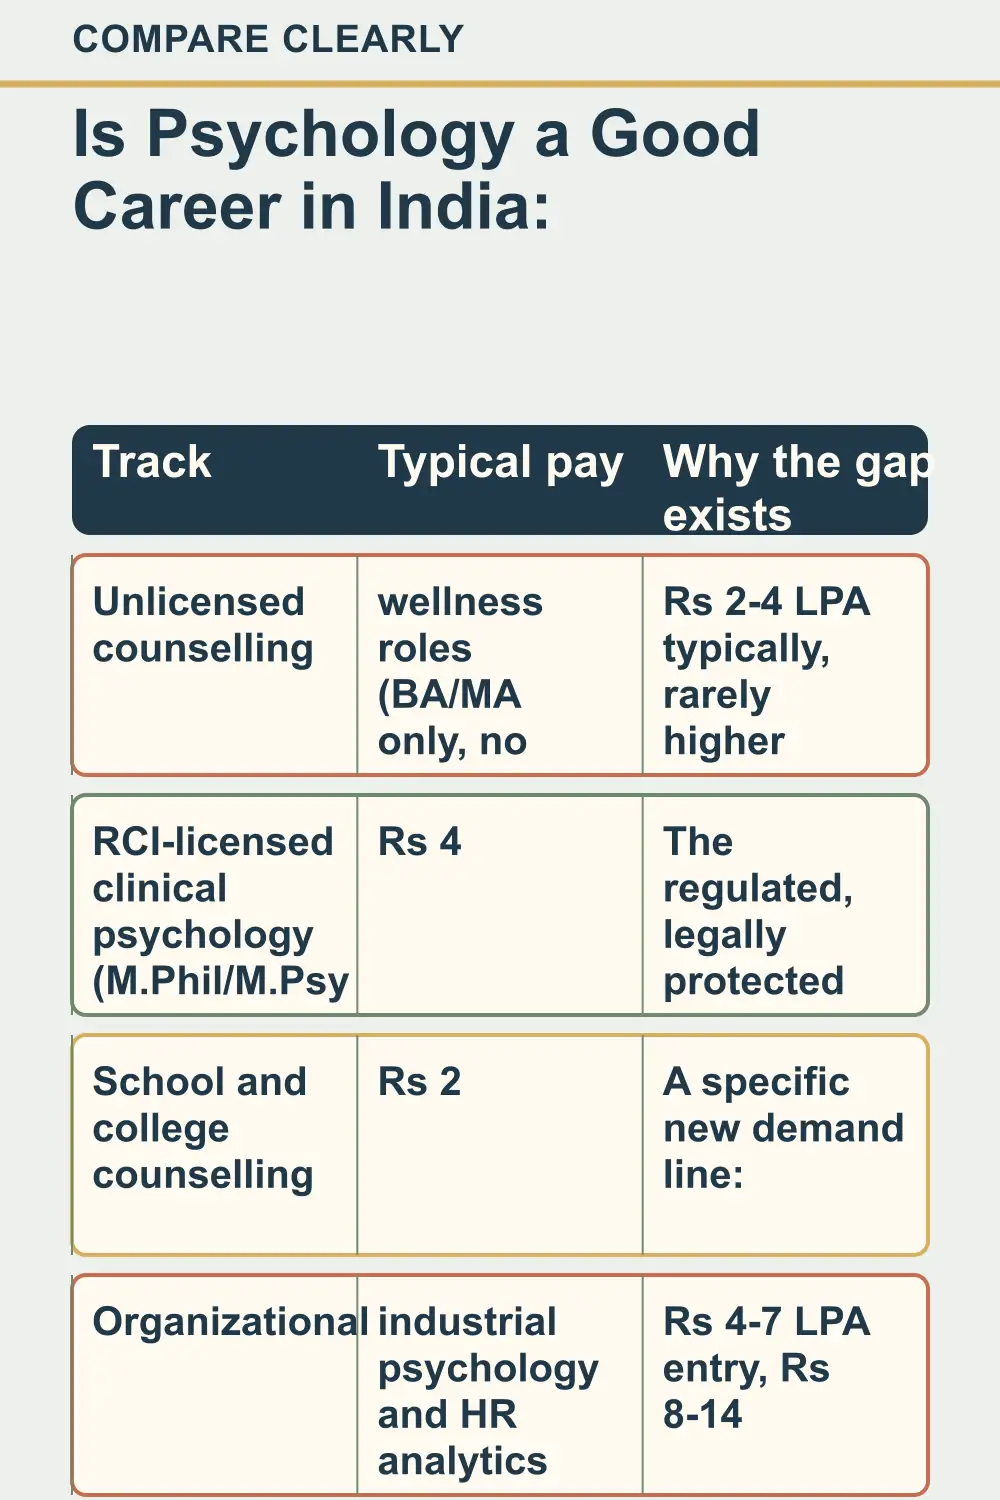 COMPARE CLEARLY
Is Psychology a Good
Career in India:
Track
Typical pay
Why the gap
exists
Unlicensed
counselling
wellness
roles
(BA/MA
only, no
Rs 2-4 LPA
typically,
rarely
higher
RCI-licensed
clinical
psychology
(M.Phil/M.Psy
Rs 4
The
regulated,
legally
protected
School and
college
counselling
Rs 2
A specific
new demand
line:
Organizational
industrial
psychology
and HR
analytics
Rs 4-7 LPA
entry, Rs
8-14